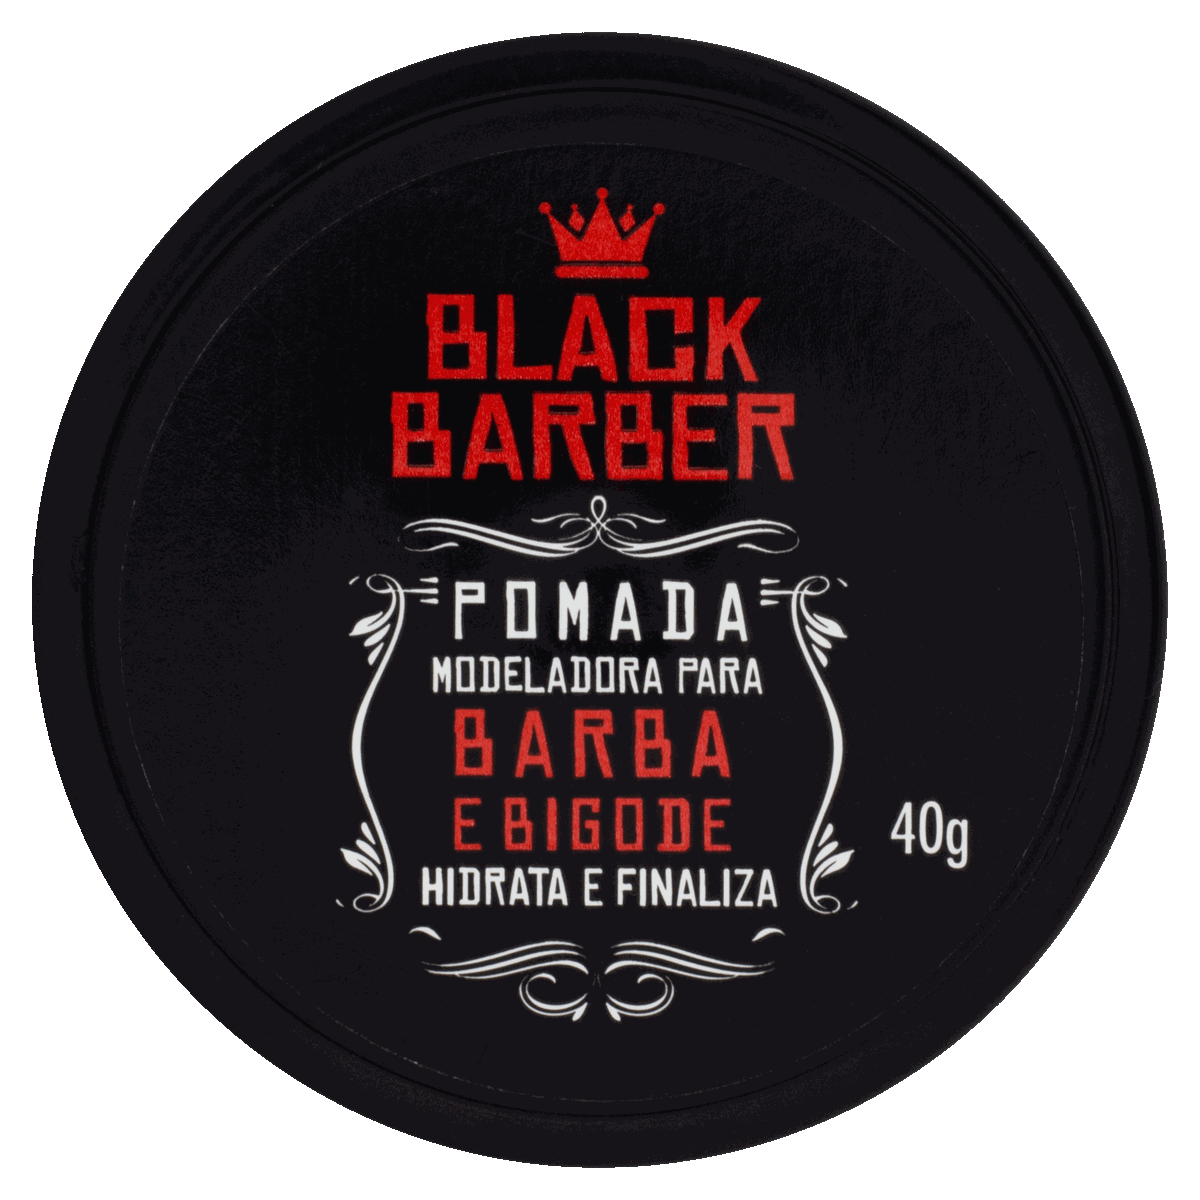 BLACK
BARBER
POMADA
MODELADORA PARA
BARBA
E BIGODE
HIDRATA E FINALIZA
40g